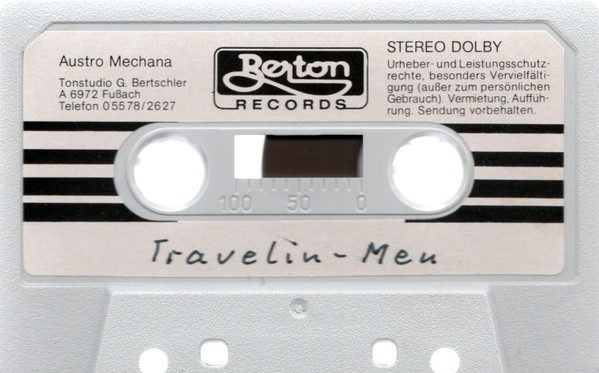 Austro Mechana
Tonstudio G. Bertschler
A 6972 Fußach
Telefon 05578/2627
Berton
RECORDS
STEREO DOLBY
Urheber- und Leistungsschutz-
rechte, besonders Vervielfälti-
gung (außer zum persönlichen
Gebrauch). Vermietung, Auffüh-
rung. Sendung vorbehalten.
100 50 0
Travelin - Men